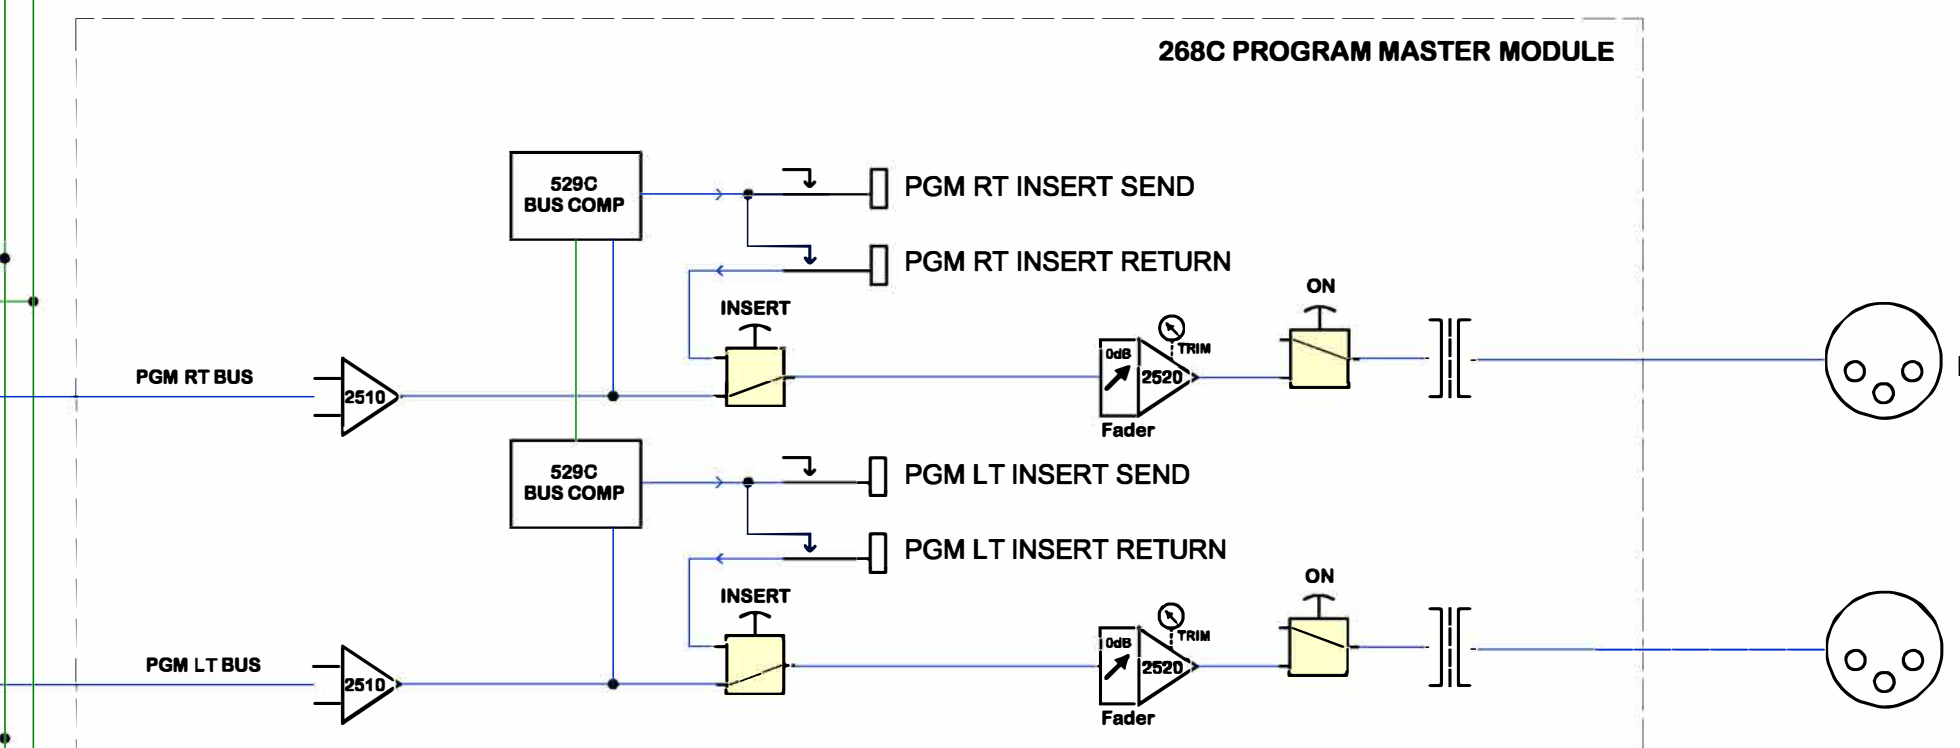 268C PROGRAM MASTER MODULE
529C
BUS COMP
PGM RT INSERT SEND
PGM RT INSERT RETURN
INSERT
ON
PGM RT BUS
2510
0dB
TRIM
2520
Fader
529C
BUS COMP
PGM LT INSERT SEND
PGM LT INSERT RETURN
INSERT
ON
PGM LT BUS
2510
0dB
TRIM
2520
Fader